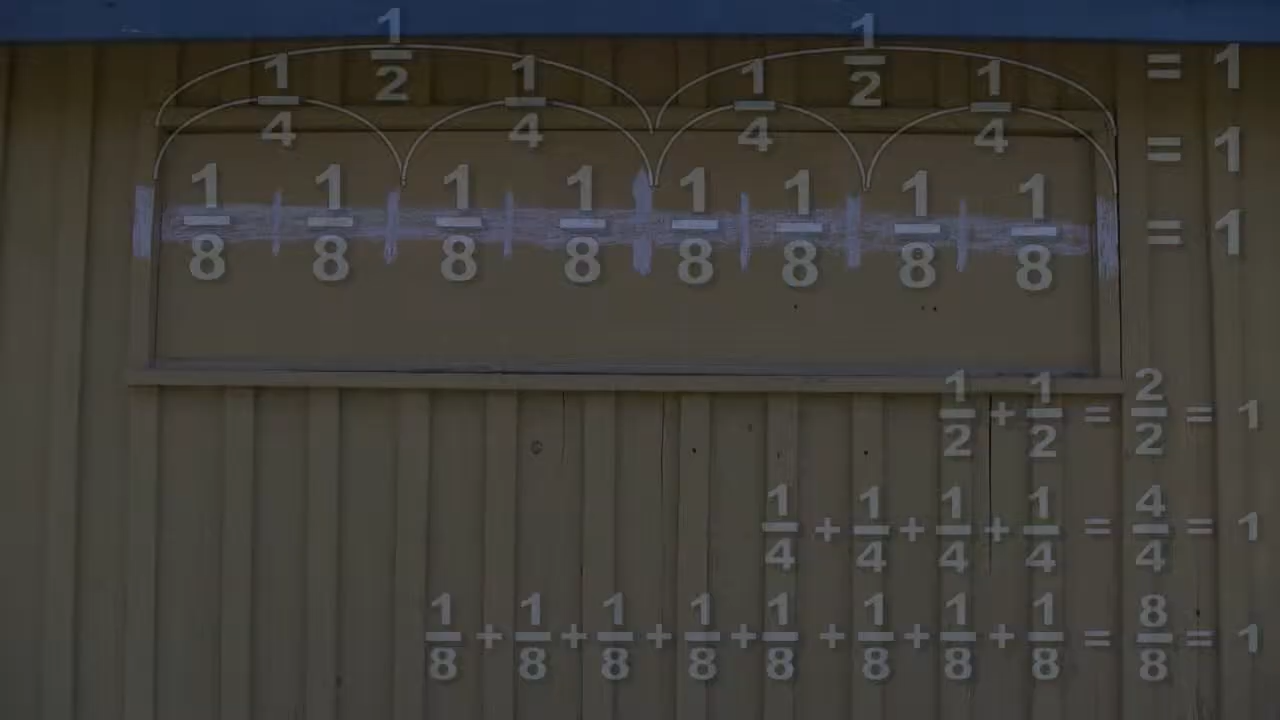 1/2 1/2 = 1
1/4 1/4 1/4 1/4 = 1
1/8 1/8 1/8 1/8 1/8 1/8 1/8 1/8 = 1
1/2 + 1/2 = 2/2 = 1
1/4 + 1/4 + 1/4 + 1/4 = 4/4 = 1
1/8 + 1/8 + 1/8 + 1/8 + 1/8 + 1/8 + 1/8 + 1/8 = 8/8 = 1